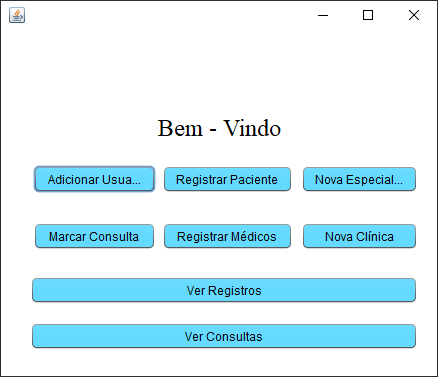 Bem - Vindo
Adicionar Usua... Registrar Paciente Nova Especial...
Marcar Consulta Registrar Médicos Nova Clínica
Ver Registros
Ver Consultas